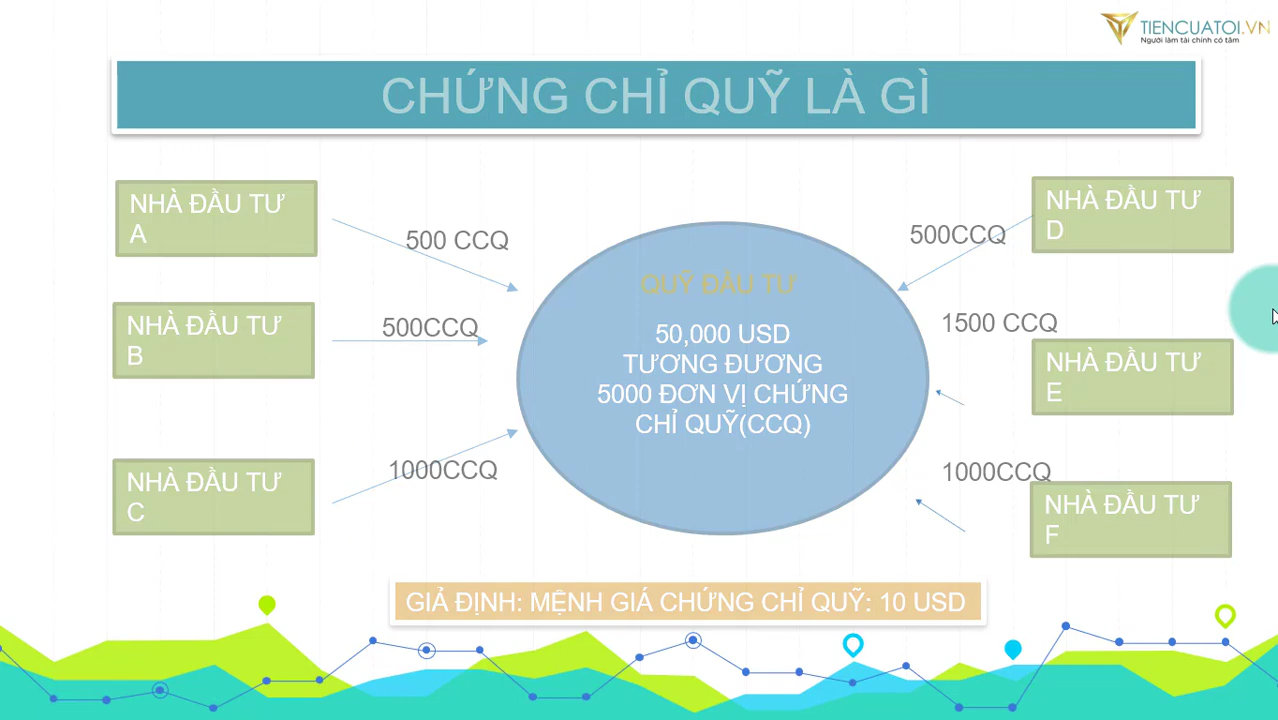 TIENCUATOI.VN
Người làm tài chính có tâm
CHỨNG CHỈ QUỸ LÀ GÌ
NHÀ ĐẦU TƯ
A
500 CCQ
NHÀ ĐẦU TƯ
B
500CCQ
NHÀ ĐẦU TƯ
C
1000CCQ
QUỸ ĐẦU TƯ
50,000 USD
TƯƠNG ĐƯƠNG
5000 ĐƠN VỊ CHỨNG
CHỈ QUỸ(CCQ)
500CCQ
NHÀ ĐẦU TƯ
D
1500 CCQ
NHÀ ĐẦU TƯ
E
1000CCQ
NHÀ ĐẦU TƯ
F
GIẢ ĐỊNH: MỆNH GIÁ CHỨNG CHỈ QUỸ: 10 USD